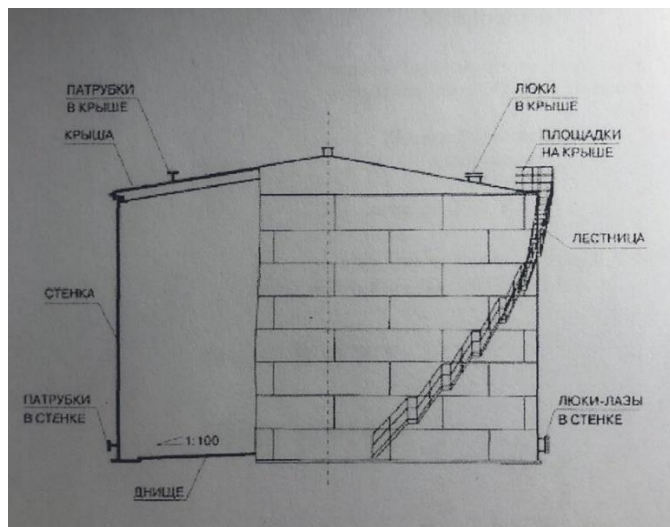 ПАТРУБКИ
В КРЫШЕ
КРЫША
ЛЮКИ
В КРЫШЕ
ПЛОЩАДКИ
НА КРЫШЕ
ЛЕСТНИЦА
СТЕНКА
ПАТРУБКИ
В СТЕНКЕ
1:100
ДНИЩЕ
ЛЮКИ-ЛАЗЫ
В СТЕНКЕ